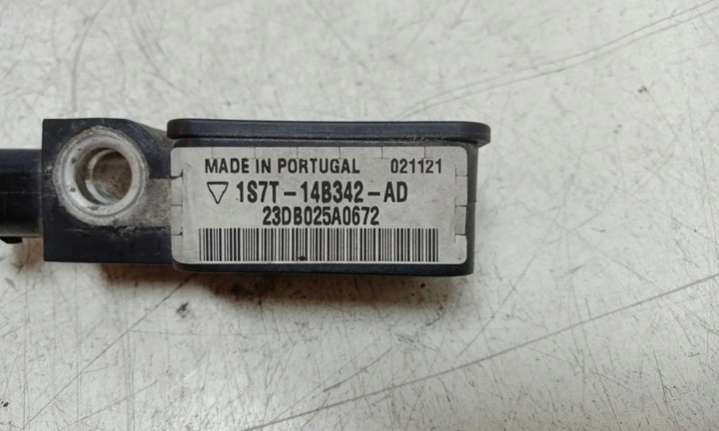 MADE IN PORTUGAL 021121
1S7T-14B342-AD
23DB025A0672